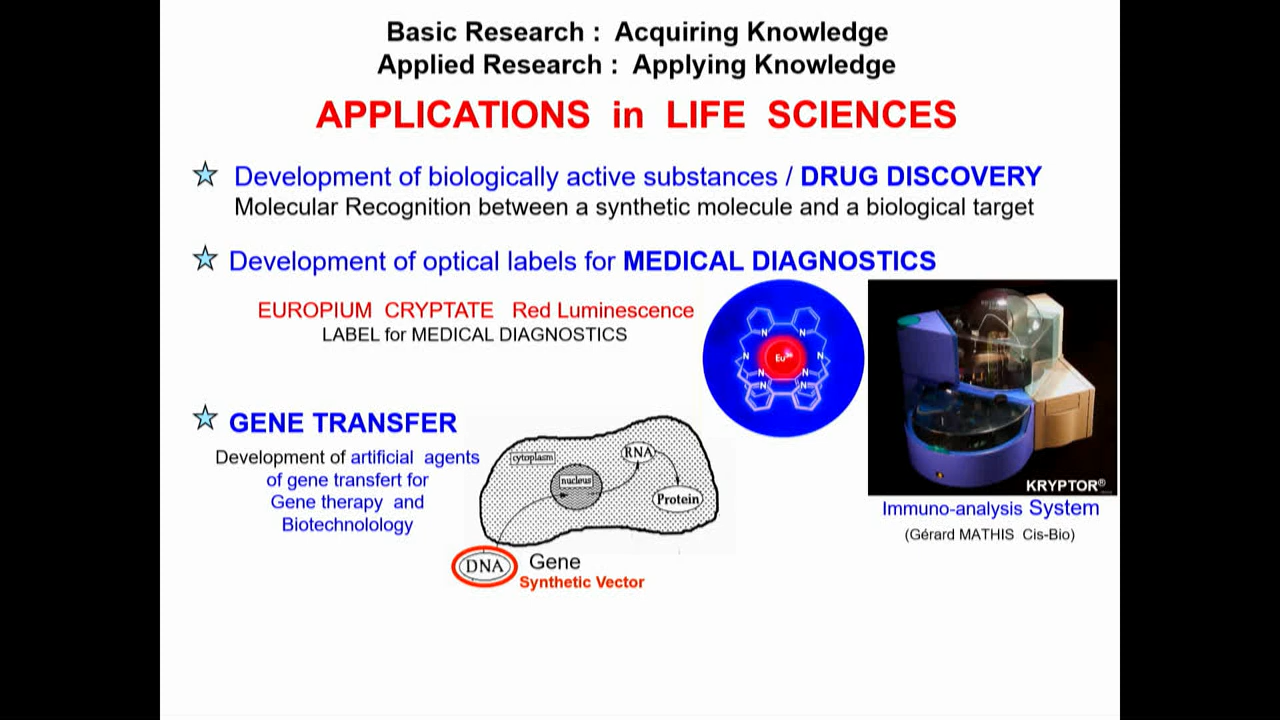 Basic Research : Acquiring Knowledge
Applied Research : Applying Knowledge
APPLICATIONS in LIFE SCIENCES
Development of biologically active substances / DRUG DISCOVERY
Molecular Recognition between a synthetic molecule and a biological target
Development of optical labels for MEDICAL DIAGNOSTICS
EUROPIUM CRYPTATE Red Luminescence
LABEL for MEDICAL DIAGNOSTICS
N N
N N
Eu³⁺
N N
N N
KRYPTOR®
Immuno-analysis System
(Gérard MATHIS Cis-Bio)
GENE TRANSFER
Development of artificial agents
of gene transfert for
Gene therapy and
Biotechnolology
cytoplasm
RNA
nucleus
Protein
DNA
Gene
Synthetic Vector